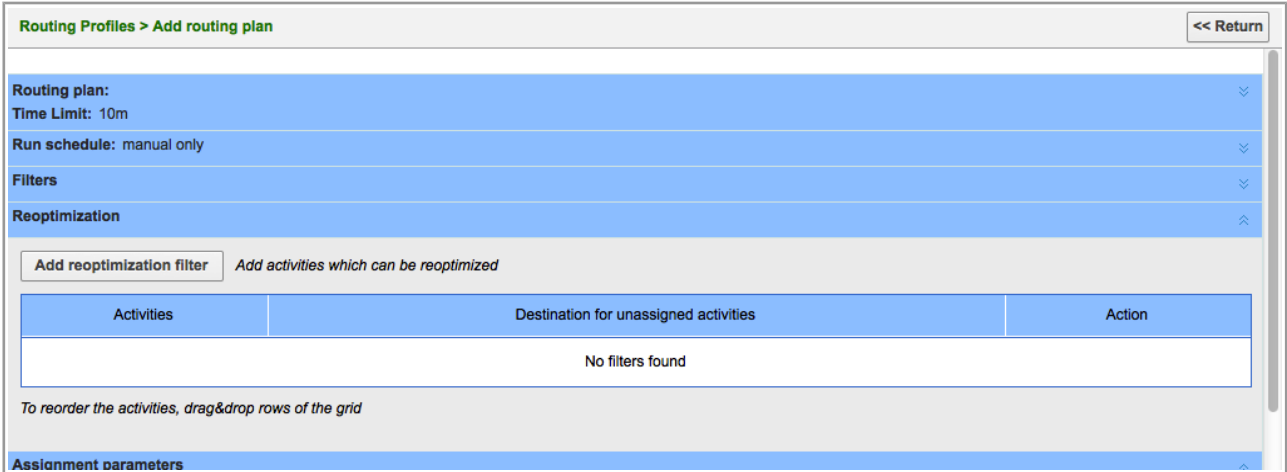 Routing Profiles > Add routing plan
<< Return
Routing plan:
Time Limit: 10m
Run schedule: manual only
Filters
Reoptimization
Add reoptimization filter Add activities which can be reoptimized
Activities Destination for unassigned activities Action
No filters found
To reorder the activities, drag&drop rows of the grid
Assignment parameters